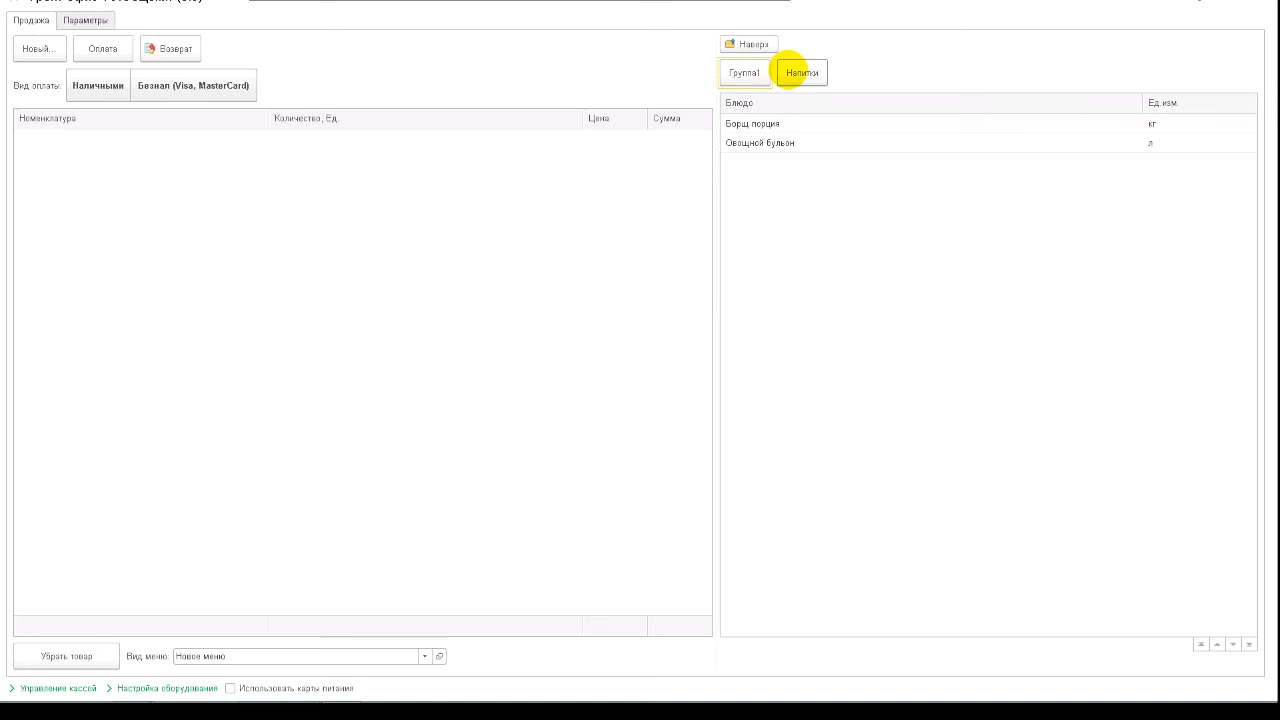 Продажа Параметры
Новый... Оплата Возврат
Вид оплаты: Наличными Безнал (Visa, MasterCard)
Номенклатура Количество, Ед. Цена Сумма
Убрать товар Вид меню: Новое меню
Управление кассой Настройка оборудования Использовать карты питания
Наверх
Группа1 Напитки
Блюдо Ед.изм.
Борщ порция кг
Овощной бульон л